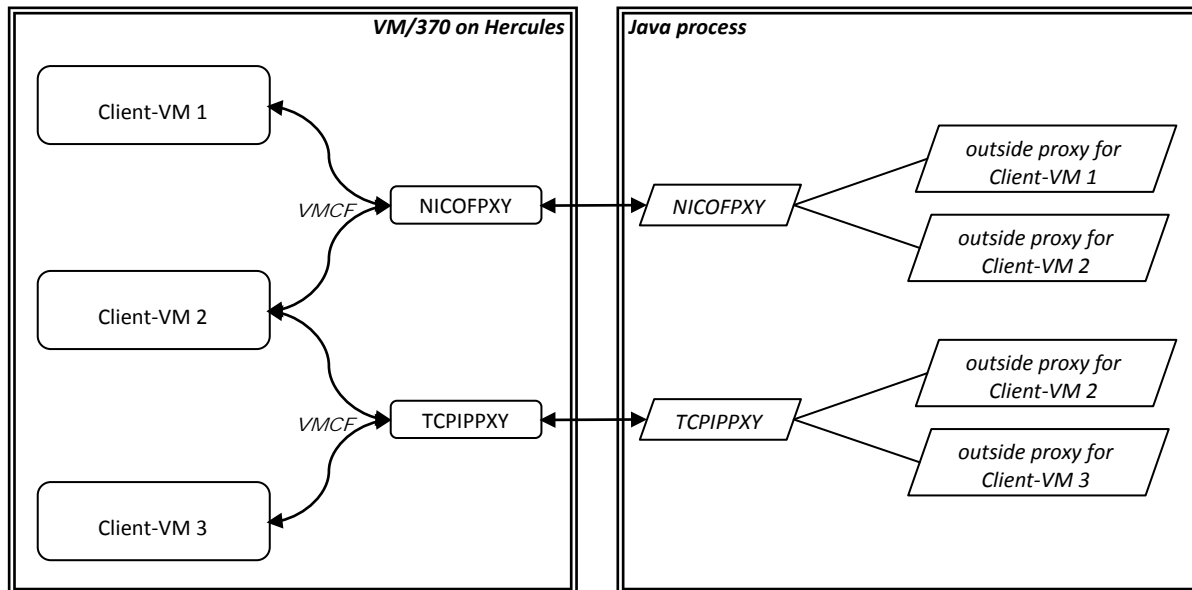 VM/370 on Hercules
Client-VM 1
VMCF
NICOFPXY
Client-VM 2
VMCF
TCPIPPXY
Client-VM 3
Java process
NICOFPXY
outside proxy for
Client-VM 1
outside proxy for
Client-VM 2
TCPIPPXY
outside proxy for
Client-VM 2
outside proxy for
Client-VM 3